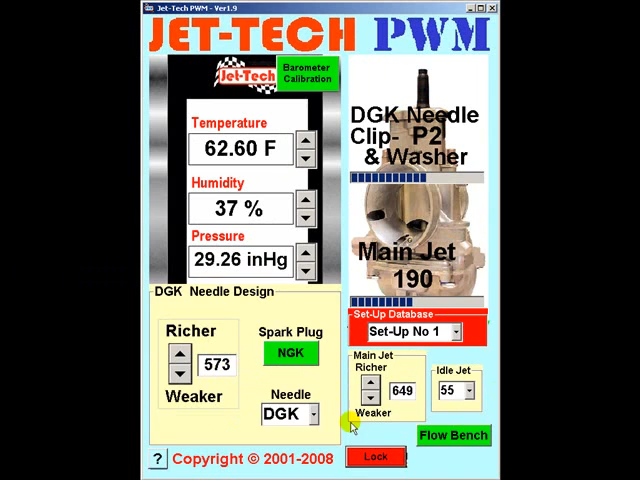 Jet-Tech PWM - Ver1.9
JET-TECH PWM
Jet-Tech
Barometer
Calibration
Temperature
62.60 F
Humidity
37 %
Pressure
29.26 inHg
DGK Needle
Clip- P2
& Washer
Main Jet
190
DGK Needle Design
Richer
573
Weaker
Spark Plug
NGK
Needle
DGK
Set-Up Database
Set-Up No 1
Main Jet
Richer
649
Weaker
Idle Jet
55
Flow Bench
? Copyright © 2001-2008
Lock